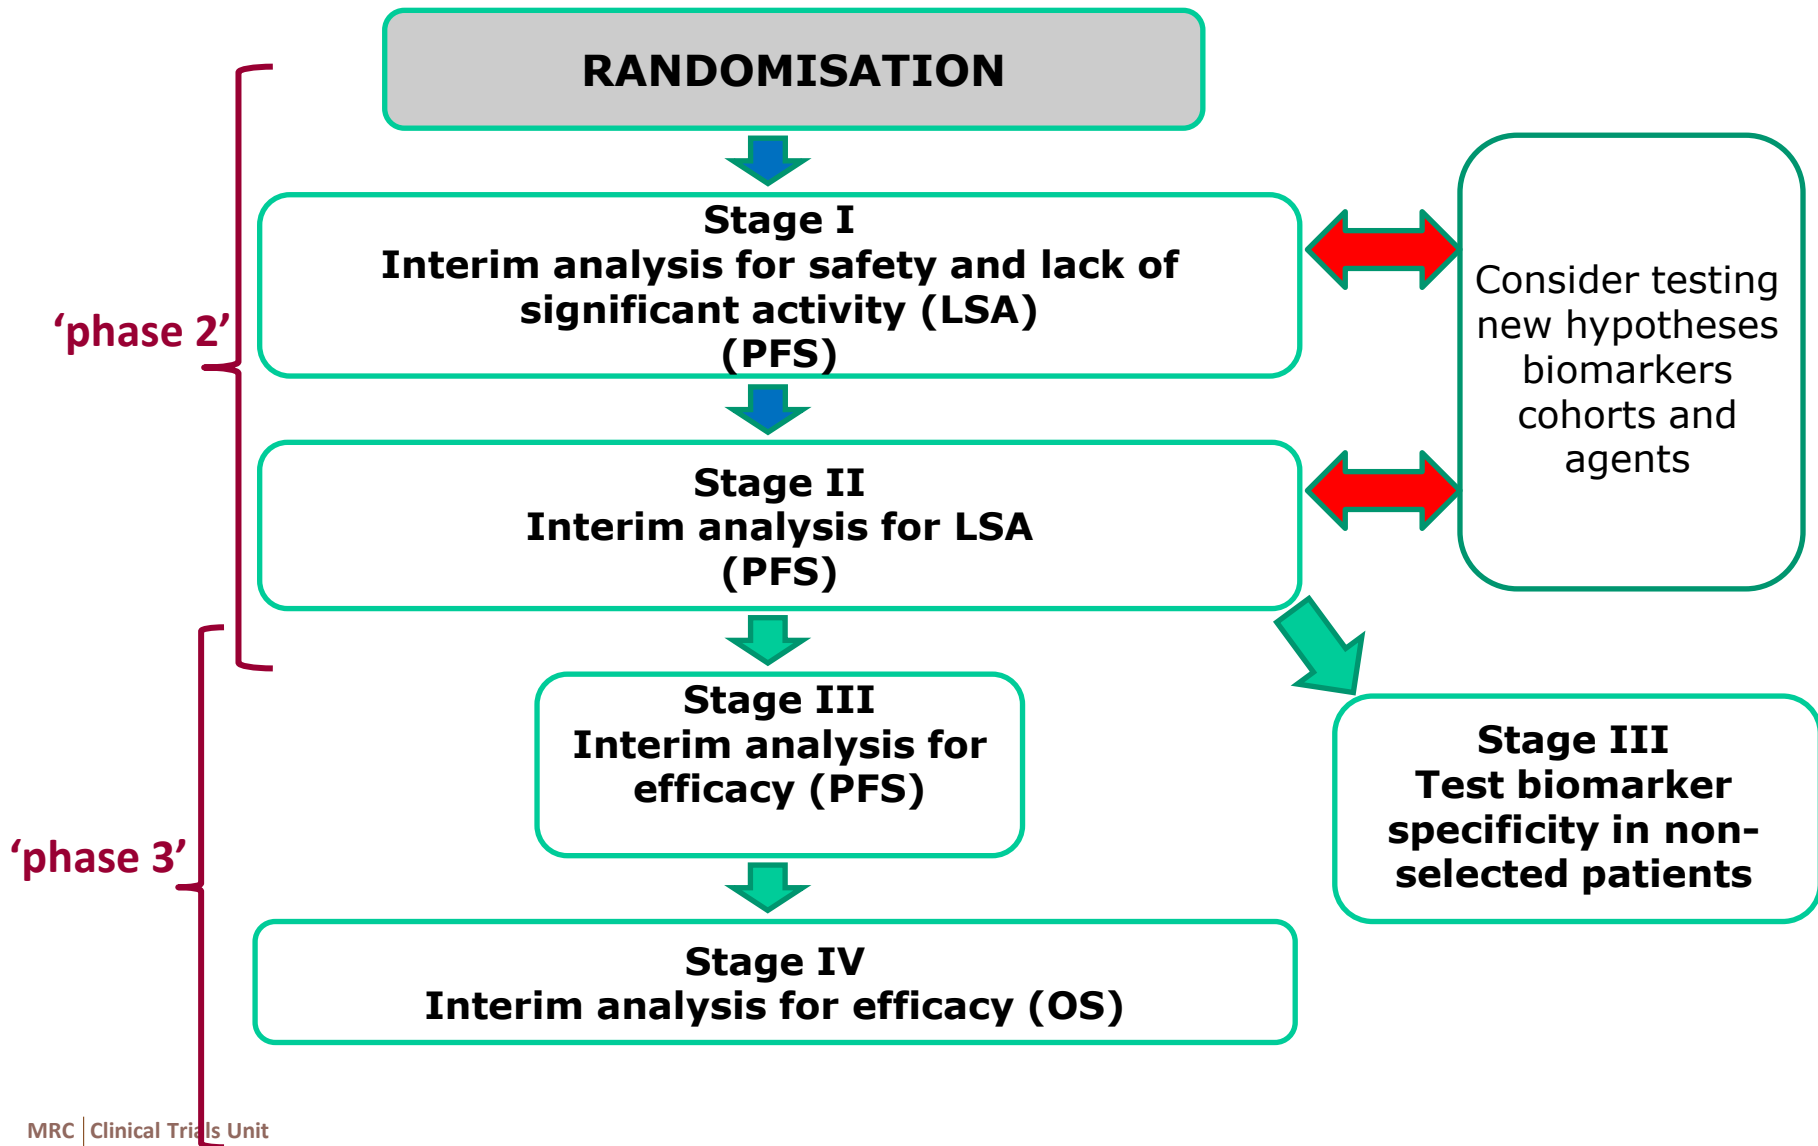 RANDOMISATION
Stage I
Interim analysis for safety and lack of
significant activity (LSA)
(PFS)
Consider testing
new hypotheses
biomarkers
cohorts and
agents
‘phase 2’
Stage II
Interim analysis for LSA
(PFS)
Stage III
Interim analysis for
efficacy (PFS)
Stage III
Test biomarker
specificity in non-
selected patients
‘phase 3’
Stage IV
Interim analysis for efficacy (OS)
MRC | Clinical Trials Unit